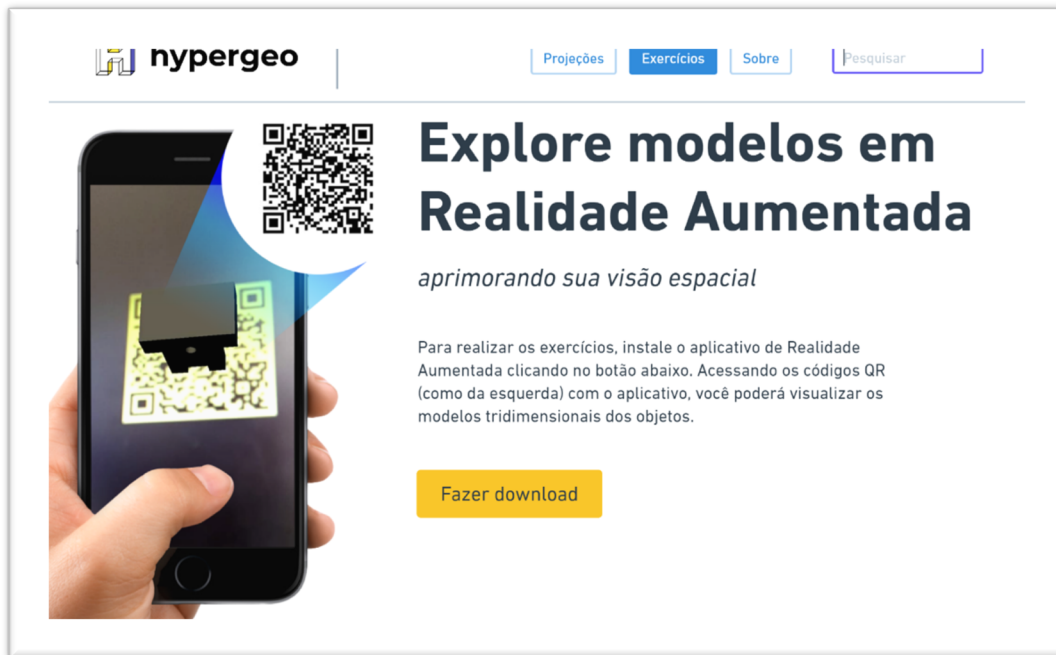 hypergeo
Projeções
Exercícios
Sobre
Pesquisar
Explore modelos em
Realidade Aumentada
aprimorando sua visão espacial
Para realizar os exercícios, instale o aplicativo de Realidade
Aumentada clicando no botão abaixo. Acessando os códigos QR
(como da esquerda) com o aplicativo, você poderá visualizar os
modelos tridimensionais dos objetos.
Fazer download